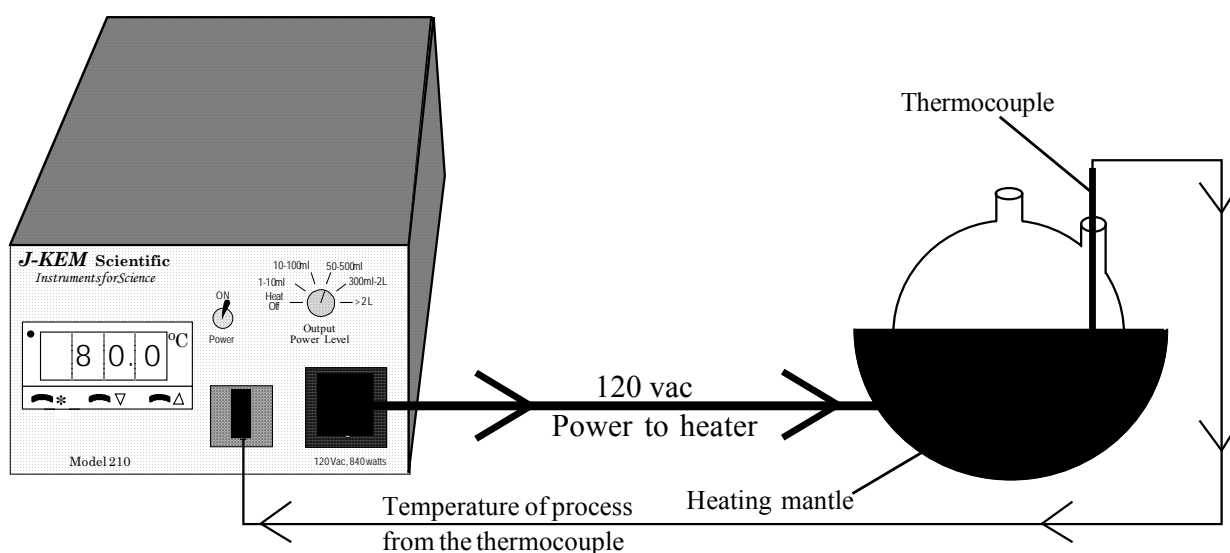 J-KEM Scientific
InstrumentsforScience
ON
Power
10-100ml
50-500ml
1-10ml
300ml-2L
Heat
Off
>2L
Output
Power Level
80.0
°C
* ▽ △
Model 210
120Vac, 840watts
120 vac
Power to heater
Thermocouple
Heating mantle
Temperature of process
from the thermocouple